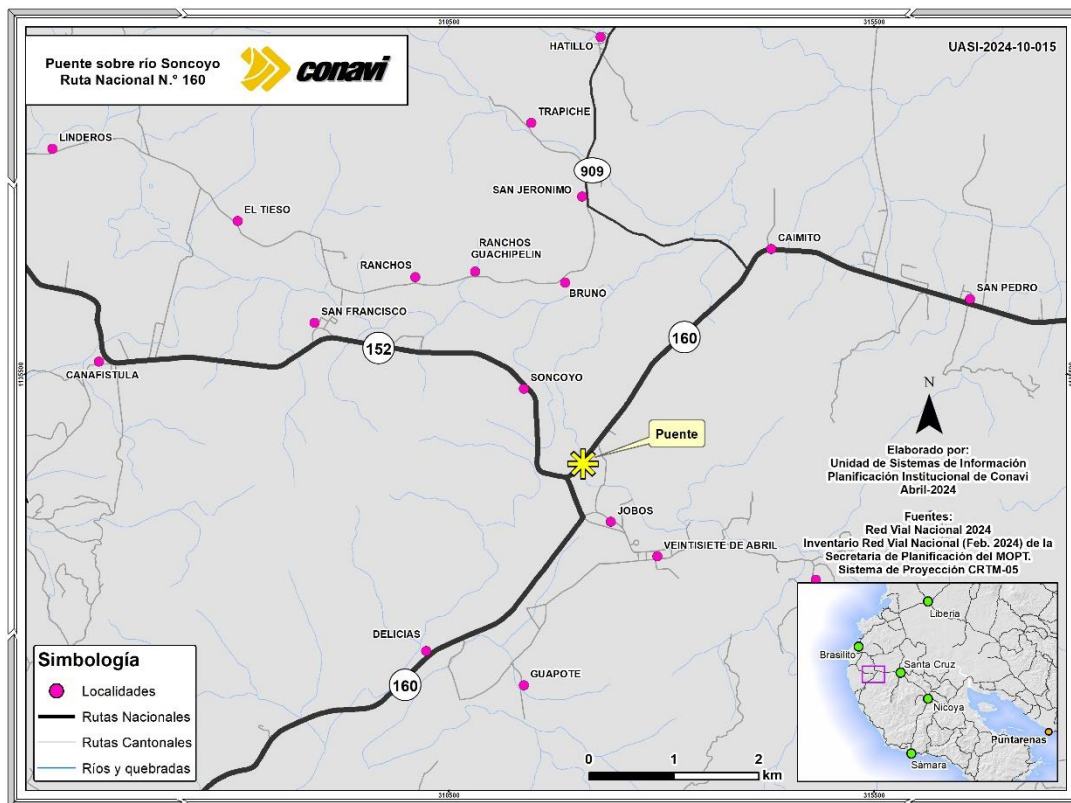 310500
315500
Puente sobre río Soncoyo
Ruta Nacional N.° 160
conavi
UASI-2024-10-015
HATILLO
TRAPICHE
LINDEROS
909
SAN JERONIMO
EL TIESO
CAIMITO
RANCHOS
GUACHIPELIN
RANCHOS
BRUNO
SAN PEDRO
SAN FRANCISCO
160
152
CANAFISTULA
1135500
SONCOYO
N
Puente
Elaborado por:
Unidad de Sistemas de Información
Planificación Institucional de Conavi
Abril-2024
JOBOS
Fuentes:
Red Vial Nacional 2024
Inventario Red Vial Nacional (Feb. 2024) de la
Secretaria de Planificación del MOPT.
Sistema de Proyección CRTM-05
VEINTISIETE DE ABRIL
DELICIAS
GUAPOTE
160
Simbología
Localidades
Rutas Nacionales
Rutas Cantonales
Ríos y quebradas
0 1 2
km
Liberia
Brasilito
Santa Cruz
Nicoya
Puntarenas
Sámara
310500
315500